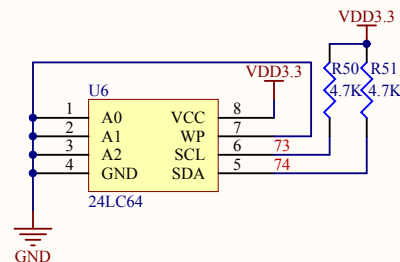 VDD3.3
U6
VDD3.3
R50 R51
4.7K 4.7K
1 A0 VCC 8
2 A1 WP 7
3 A2 SCL 6 73
4 GND SDA 5 74
24LC64
GND